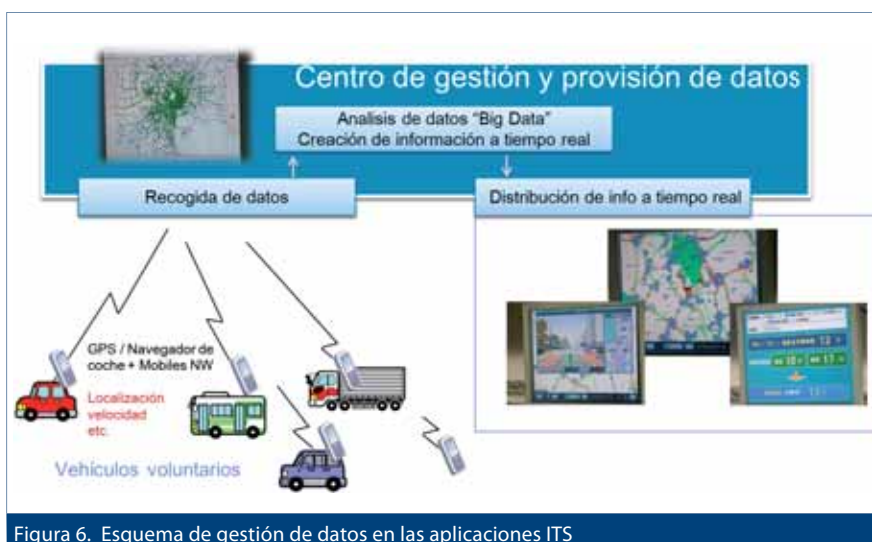 Centro de gestión y provisión de datos
Analisis de datos “Big Data”
Creación de información a tiempo real
Recogida de datos
Distribución de info a tiempo real
GPS / Navegador de
coche + Mobiles NW
Localización
velocidad
etc.
Vehículos voluntarios
Figura 6. Esquema de gestión de datos en las aplicaciones ITS